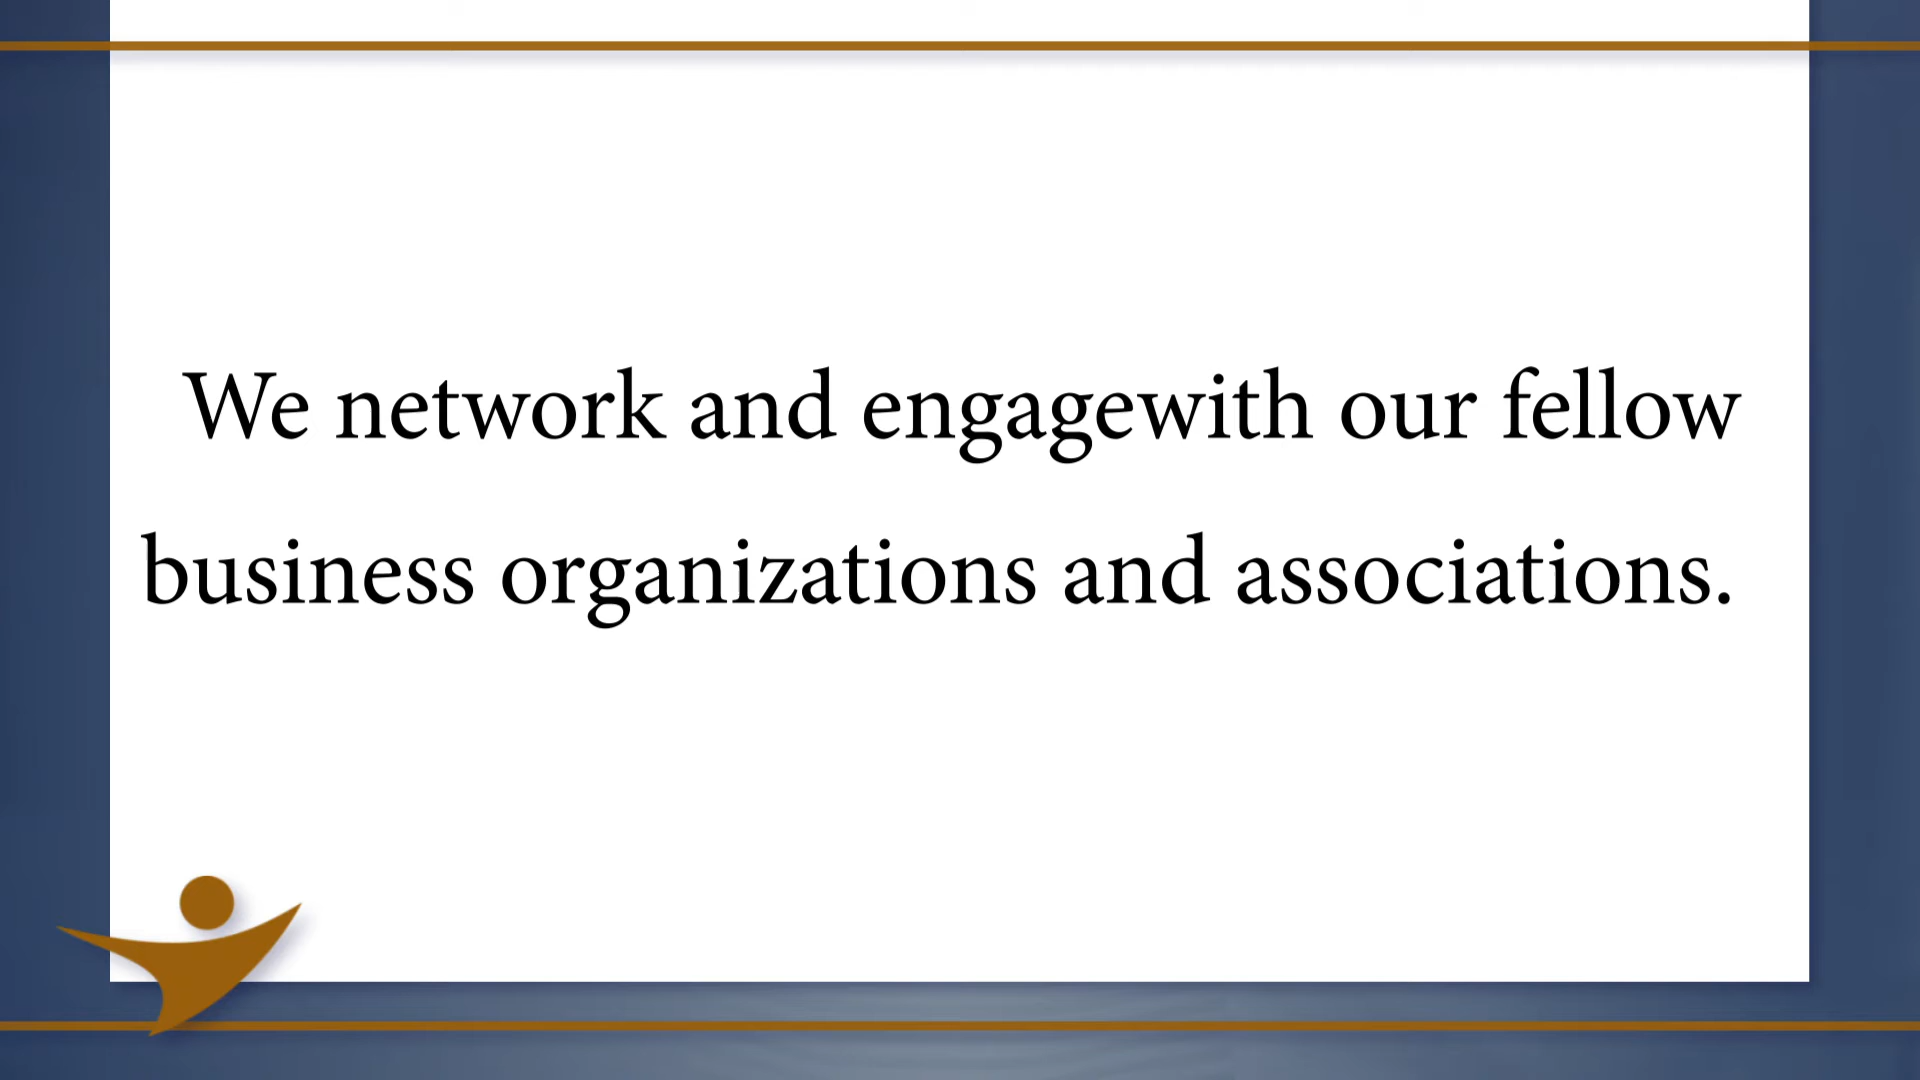 We network and engagewith our fellow
business organizations and associations.